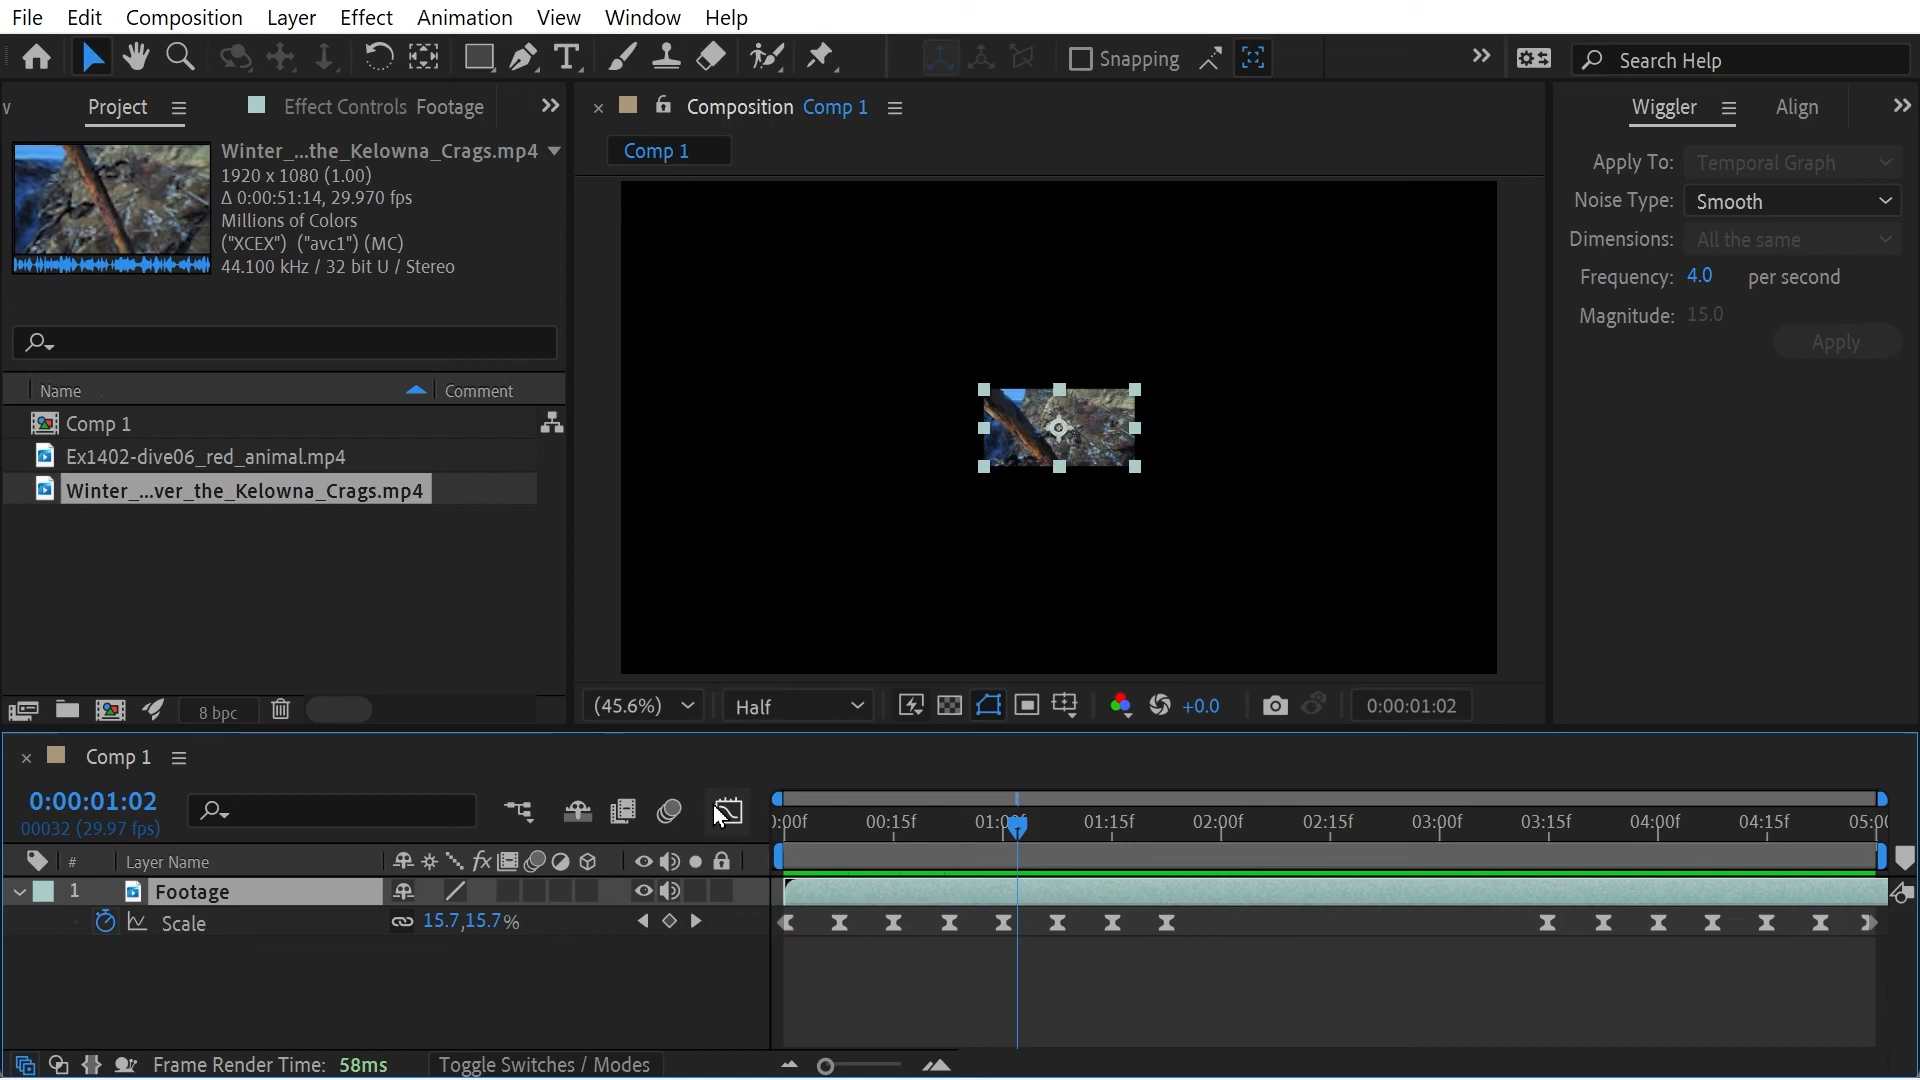 File Edit Composition Layer Effect Animation View Window Help
Snapping
Search Help
Project
Effect Controls Footage
Winter_...the_Kelowna_Crags.mp4
1920 x 1080 (1.00)
Δ 0:00:51:14, 29.970 fps
Millions of Colors
("XCEX") ("avc1") (MC)
44.100 kHz / 32 bit U / Stereo
Name Comment
Comp 1
Ex1402-dive06_red_animal.mp4
Winter_...ver_the_Kelowna_Crags.mp4
8 bpc
Composition Comp 1
Comp 1
(45.6%) Half +0.0 0:00:01:02
Wiggler Align
Apply To: Temporal Graph
Noise Type: Smooth
Dimensions: All the same
Frequency: 4.0 per second
Magnitude: 15.0
Apply
Comp 1
0:00:01:02
00032 (29.97 fps)
):00f 00:15f 01:00f 01:15f 02:00f 02:15f 03:00f 03:15f 04:00f 04:15f 05:00
# Layer Name fx
1 Footage
Scale 15.7,15.7%
Frame Render Time: 58ms Toggle Switches / Modes